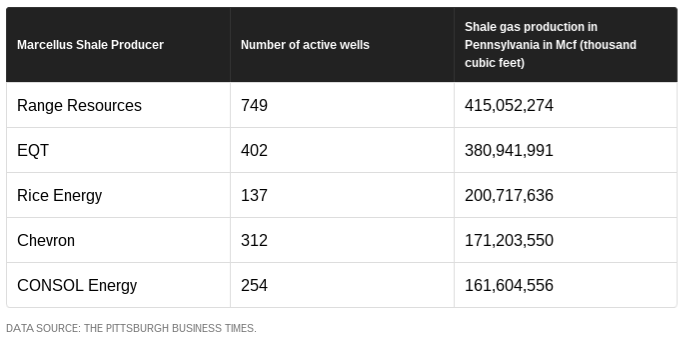 Marcellus Shale Producer
Number of active wells
Shale gas production in
Pennsylvania in Mcf (thousand
cubic feet)
Range Resources 749 415,052,274
EQT 402 380,941,991
Rice Energy 137 200,717,636
Chevron 312 171,203,550
CONSOL Energy 254 161,604,556
DATA SOURCE: THE PITTSBURGH BUSINESS TIMES.